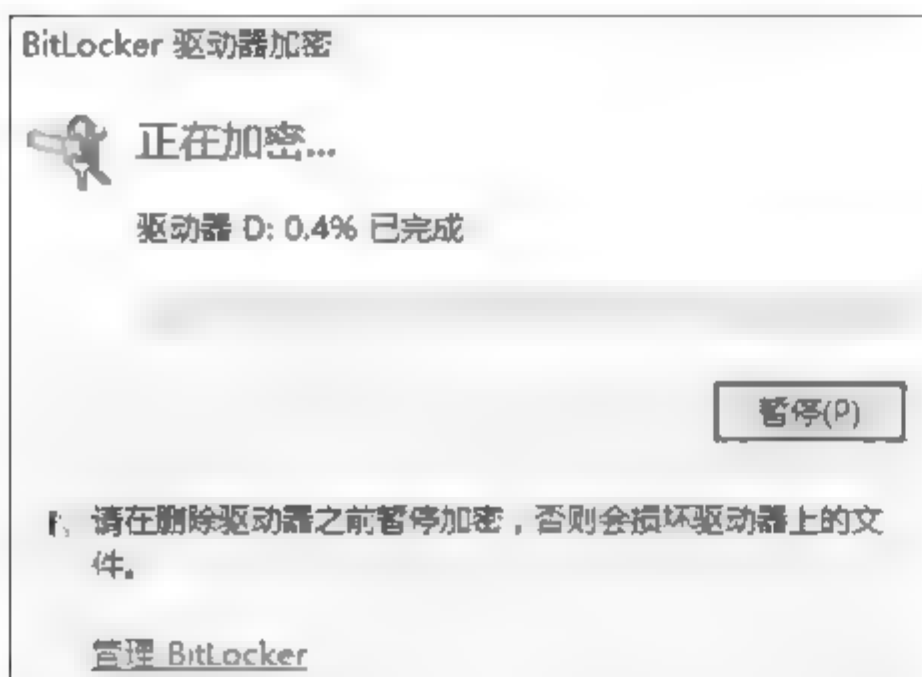 BitLocker 驱动器加密
正在加密...
驱动器 D: 0.4% 已完成
暂停(P)
请在删除驱动器之前暂停加密，否则会损坏驱动器上的文
件。
管理 BitLocker